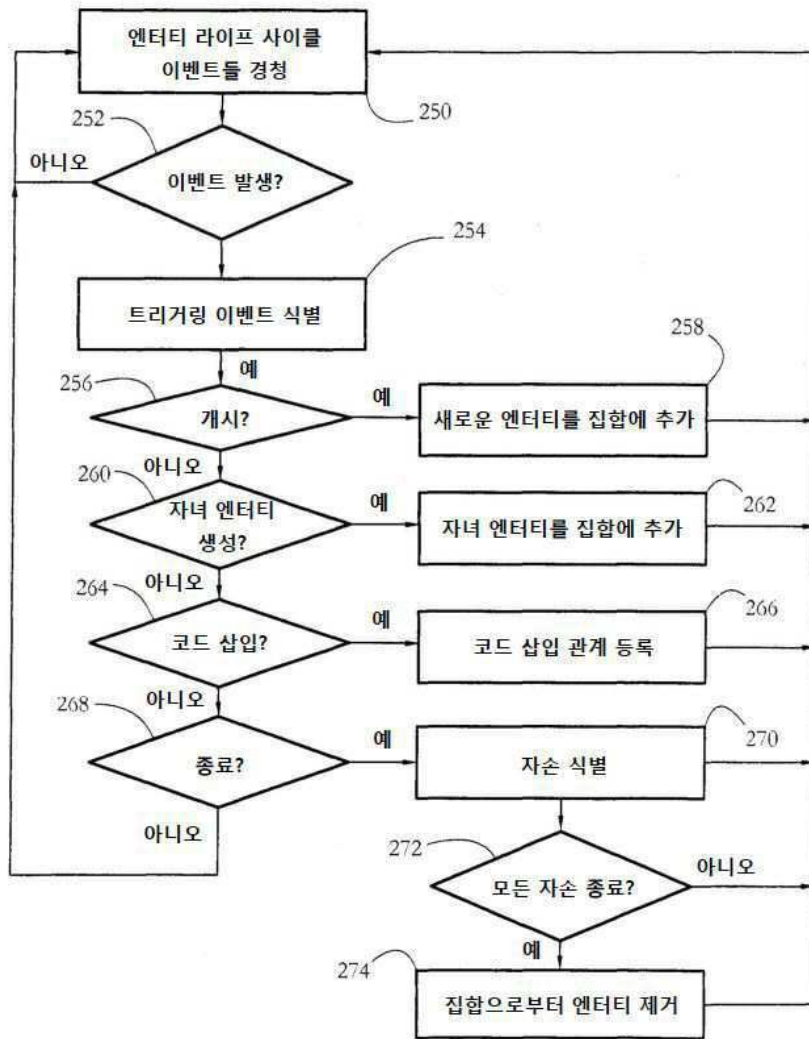 엔터티 라이프 사이클
이벤트들 경청
250
252
아니오
이벤트 발생?
254
트리거링 이벤트 식별
예
256
개시?
예
258
새로운 엔터티를 집합에 추가
아니오
260
자녀 엔터티
생성?
예
262
자녀 엔터티를 집합에 추가
아니오
264
코드 삽입?
예
266
코드 삽입 관계 등록
아니오
268
종료?
예
270
자손 식별
아니오
272
모든 자손 종료?
아니오
예
274
집합으로부터 엔터티 제거